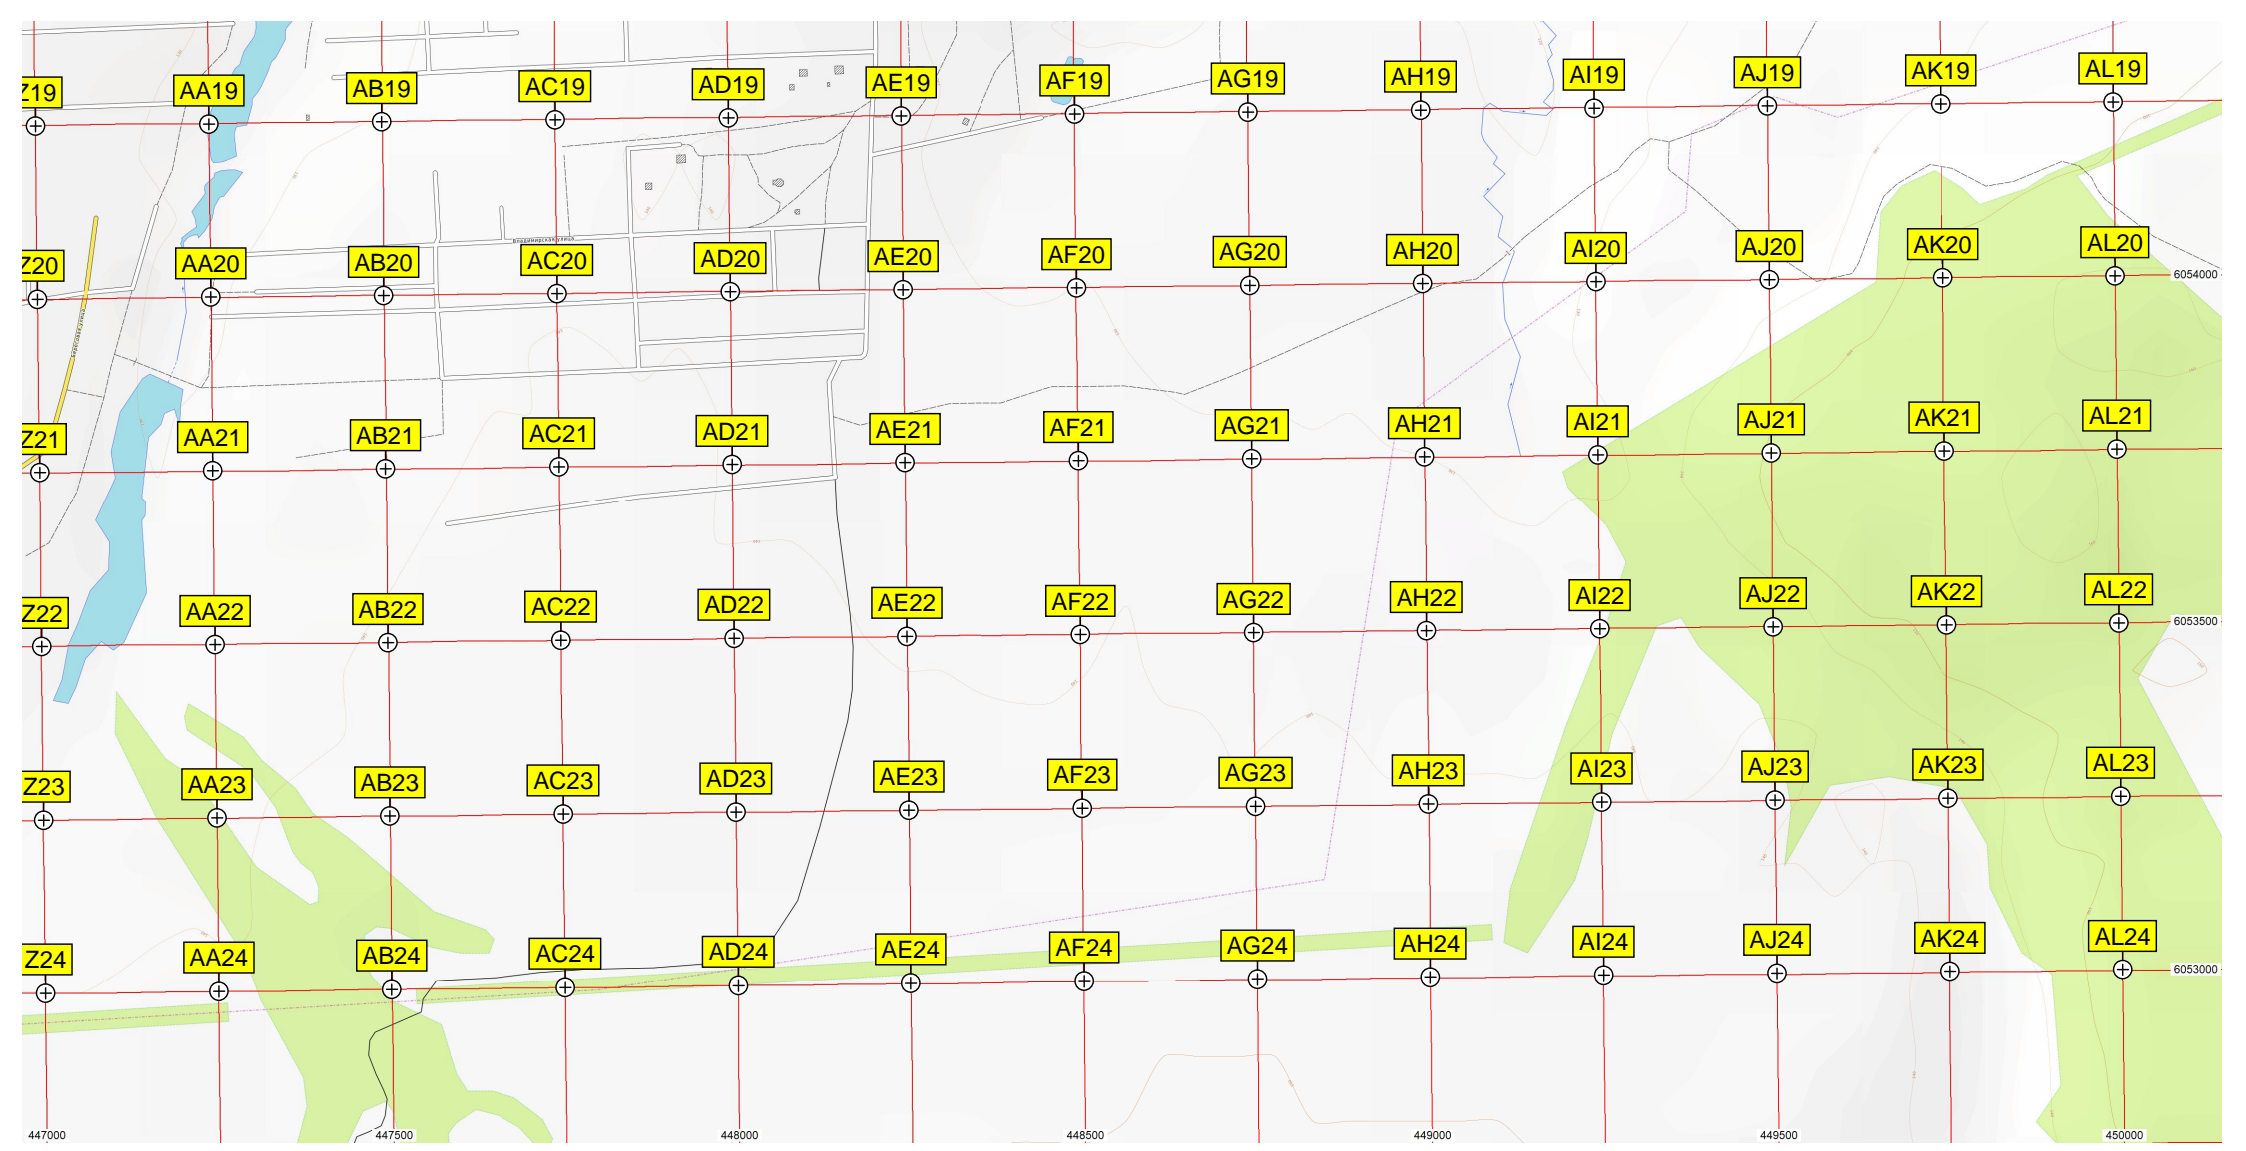 Z19 AA19 AB19 AC19 AD19 AE19 AF19 AG19 AH19 AI19 AJ19 AK19 AL19
Владимирская улица
Z20 AA20 AB20 AC20 AD20 AE20 AF20 AG20 AH20 AI20 AJ20 AK20 AL20
6054000
Береговая улица
Z21 AA21 AB21 AC21 AD21 AE21 AF21 AG21 AH21 AI21 AJ21 AK21 AL21
Z22 AA22 AB22 AC22 AD22 AE22 AF22 AG22 AH22 AI22 AJ22 AK22 AL22
6053500
Z23 AA23 AB23 AC23 AD23 AE23 AF23 AG23 AH23 AI23 AJ23 AK23 AL23
Z24 AA24 AB24 AC24 AD24 AE24 AF24 AG24 AH24 AI24 AJ24 AK24 AL24
6053000
447000 447500 448000 448500 449000 449500 450000